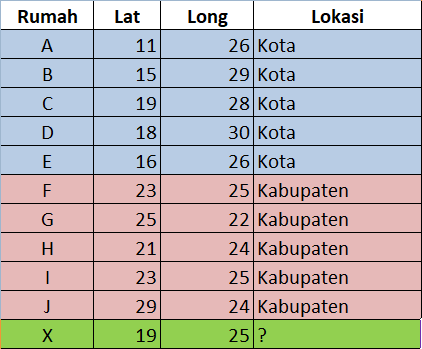 Rumah Lat Long Lokasi
A 11 26 Kota
B 15 29 Kota
C 19 28 Kota
D 18 30 Kota
E 16 26 Kota
F 23 25 Kabupaten
G 25 22 Kabupaten
H 21 24 Kabupaten
I 23 25 Kabupaten
J 29 24 Kabupaten
X 19 25 ?